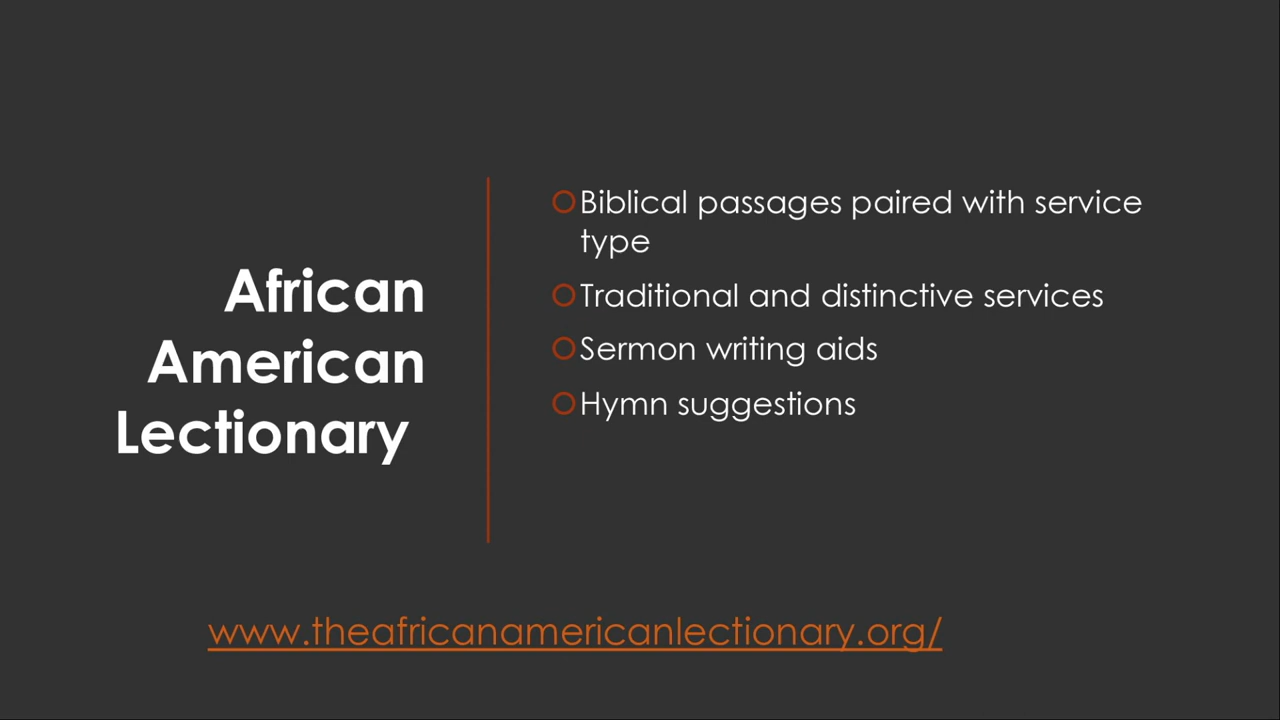 African
American
Lectionary
Biblical passages paired with service
type
Traditional and distinctive services
Sermon writing aids
Hymn suggestions
www.theafricanamericanlectionary.org/